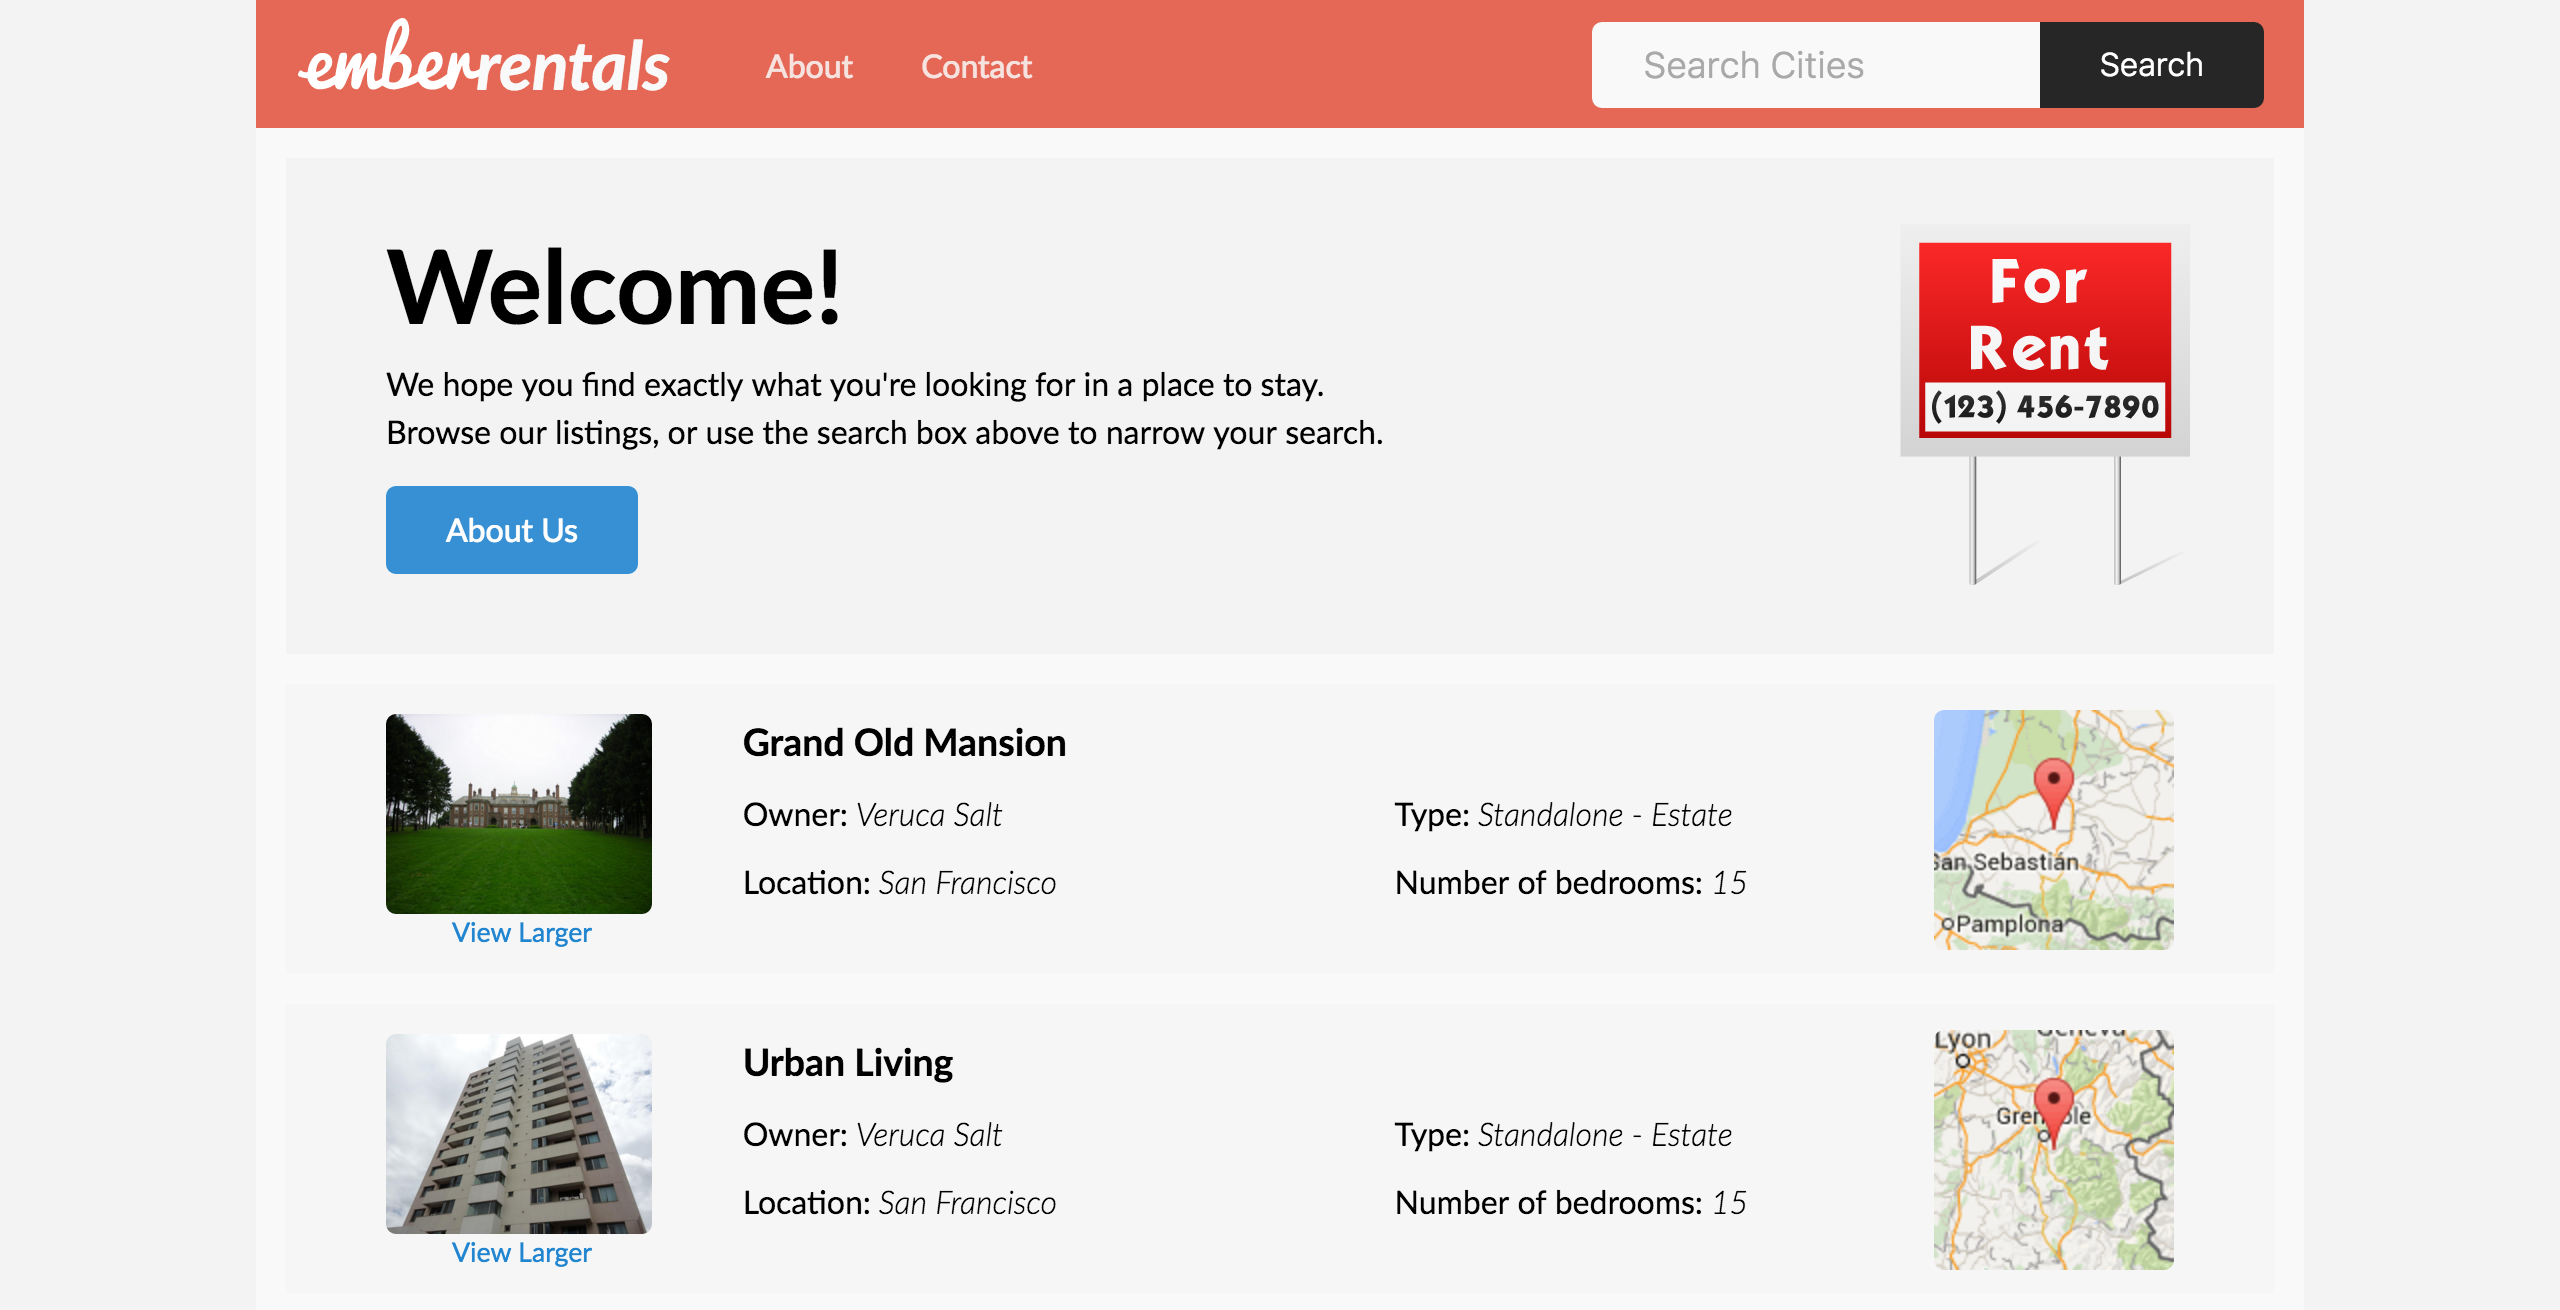 emberrentals
About
Contact
Search Cities
Search
Welcome!
We hope you find exactly what you're looking for in a place to stay.
Browse our listings, or use the search box above to narrow your search.
About Us
For
Rent
(123) 456-7890
Grand Old Mansion
Owner: Veruca Salt
Type: Standalone - Estate
Location: San Francisco
Number of bedrooms: 15
View Larger
San Sebastián
Pamplona
Urban Living
Owner: Veruca Salt
Type: Standalone - Estate
Location: San Francisco
Number of bedrooms: 15
View Larger
Lyon